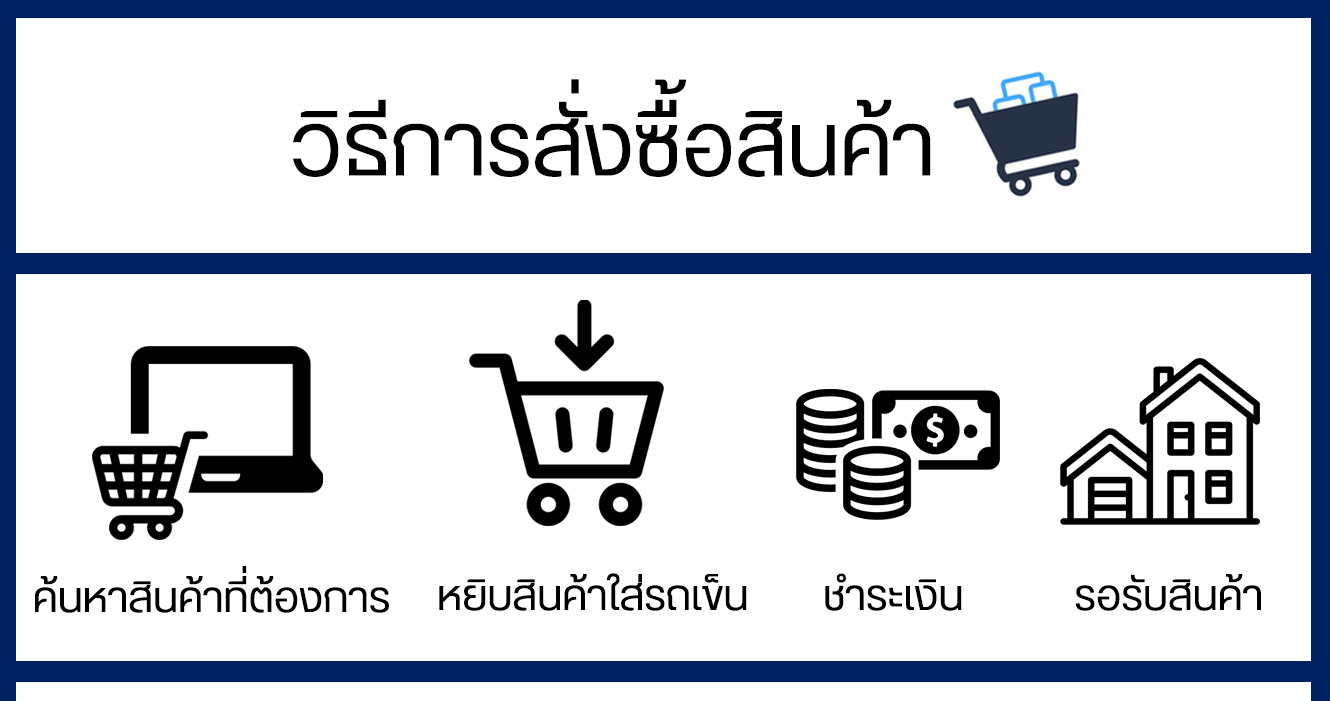 วิธีการสั่งซื้อสินค้า
$
ค้นหาสินค้าที่ต้องการ
หยิบสินค้าใส่รถเข็น
ชำระเงิน
รอรับสินค้า